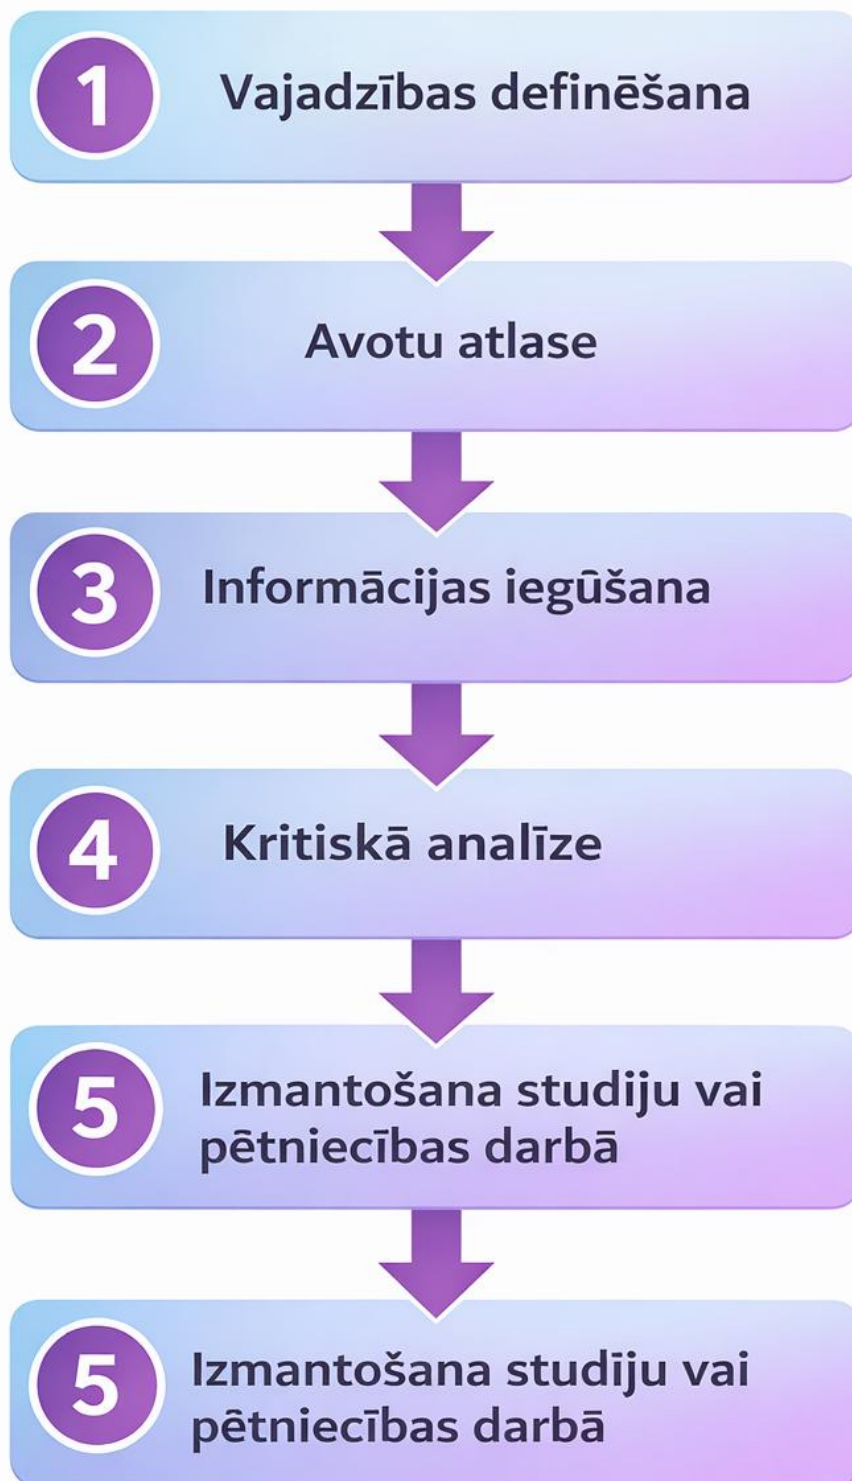 1
Vajadzības definēšana
2
Avotu atlase
3
Informācijas iegūšana
4
Kritiskā analīze
5
Izmantošana studiju vai
pētniecības darbā
5
Izmantošana studīju vai
pētniecības darbā